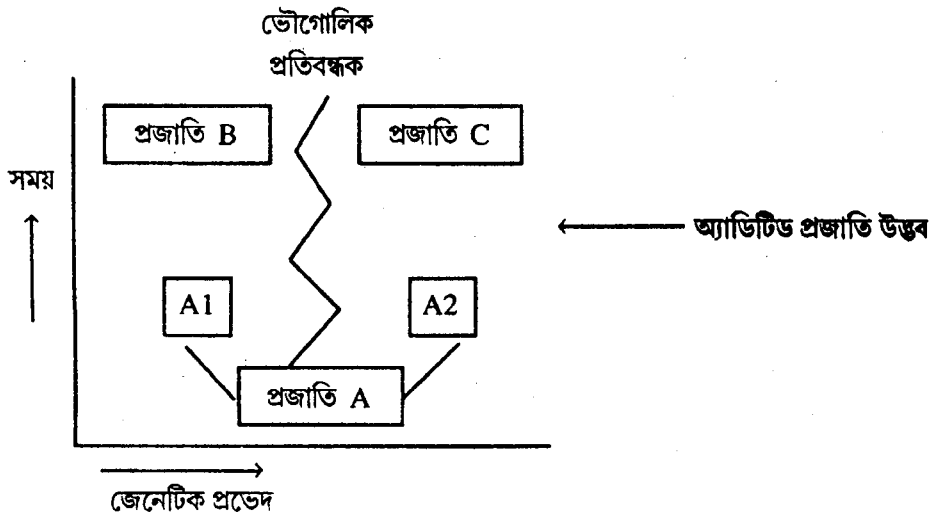 ভৌগোলিক
প্রতিবন্ধক
প্রজাতি B
প্রজাতি C
সময়
অ্যাডিটিড প্রজাতি উদ্ভব
A1
A2
প্রজাতি A
জেনেটিক প্রভেদ